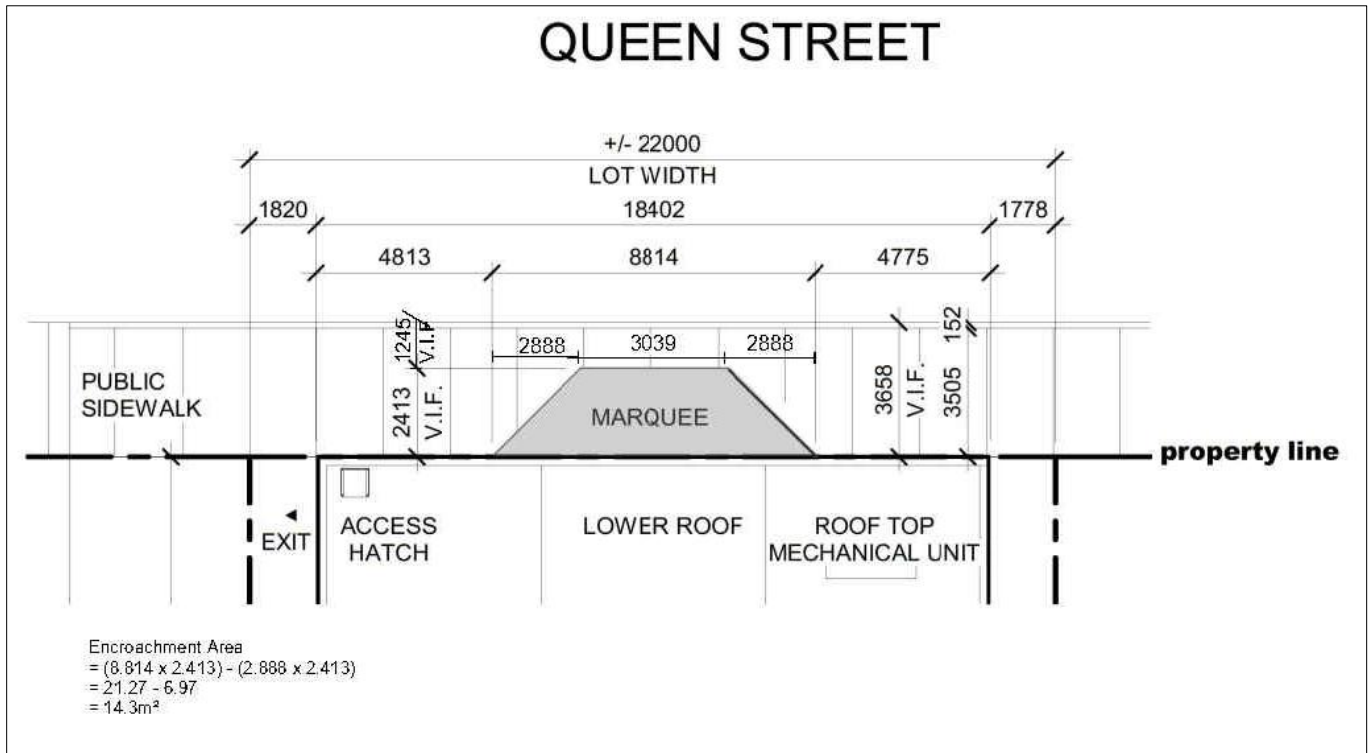 QUEEN STREET
+/- 22000
LOT WIDTH
1820
18402
1778
4813
8814
4775
1245
V.I.F
152
2888
3039
2888
PUBLIC
SIDEWALK
2413
V.I.F.
MARQUEE
3658
V.I.F.
3505
property line
EXIT
ACCESS
HATCH
LOWER ROOF
ROOF TOP
MECHANICAL UNIT
Encroachment Area
= (8.814 x 2.413) - (2.888 x 2.413)
= 21.27 - 6.97
= 14.3m²